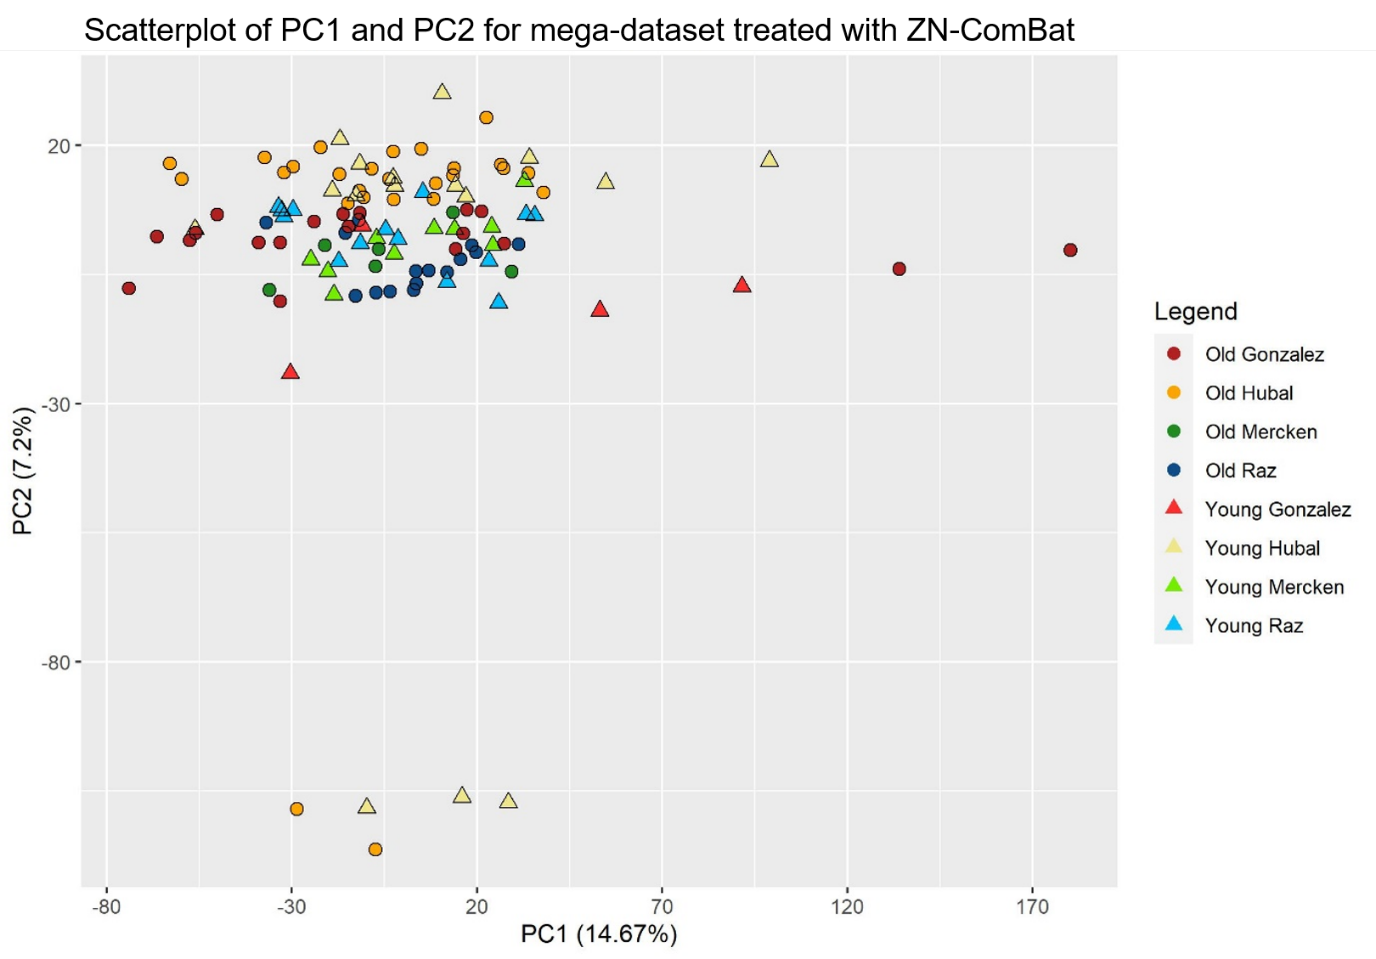 Scatterplot of PC1 and PC2 for mega-dataset treated with ZN-ComBat
20
-30
-80
PC2 (7.2%)
-80
-30
20
70
120
170
PC1 (14.67%)
Legend
Old Gonzalez
Old Hubal
Old Mercken
Old Raz
Young Gonzalez
Young Hubal
Young Mercken
Young Raz